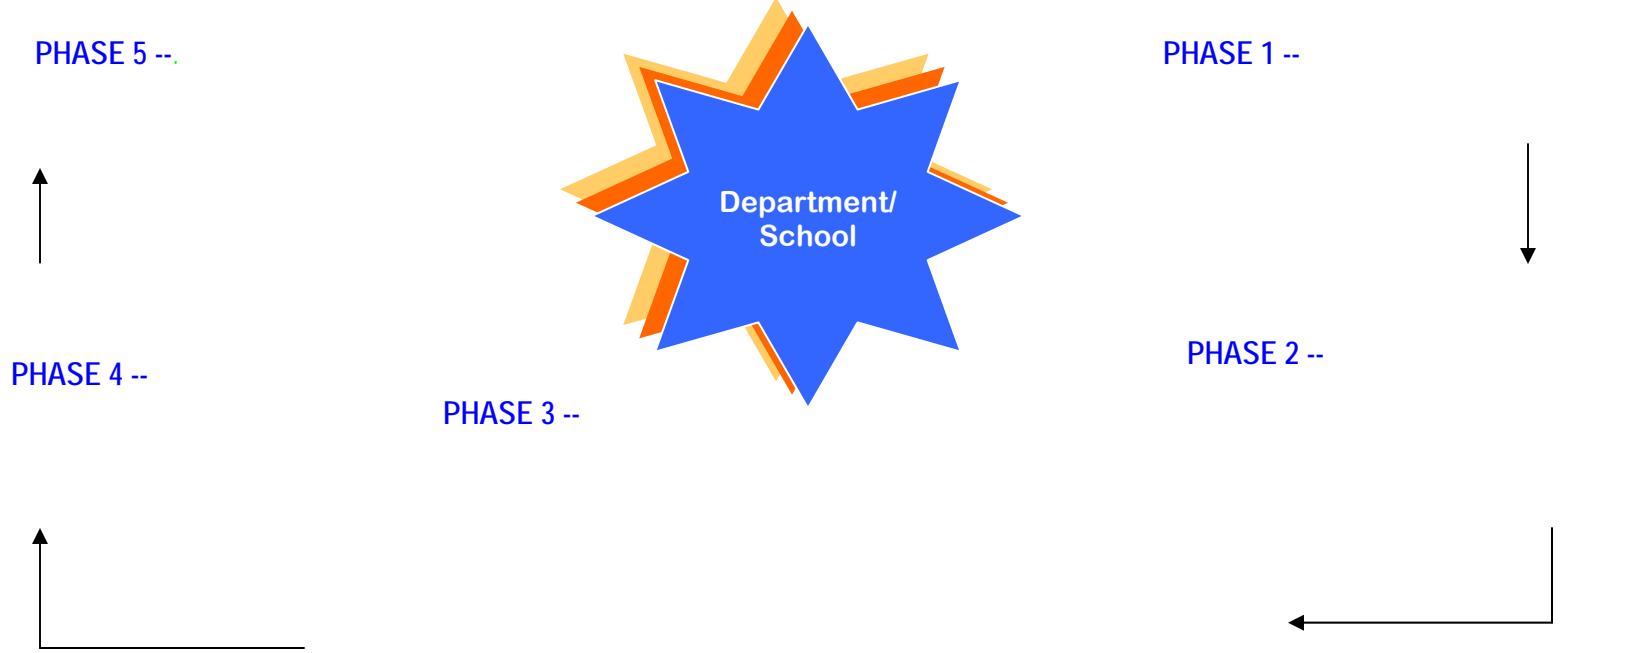 PHASE 5 --.
PHASE 1 --
Department/
School
PHASE 2 --
PHASE 4 --
PHASE 3 --